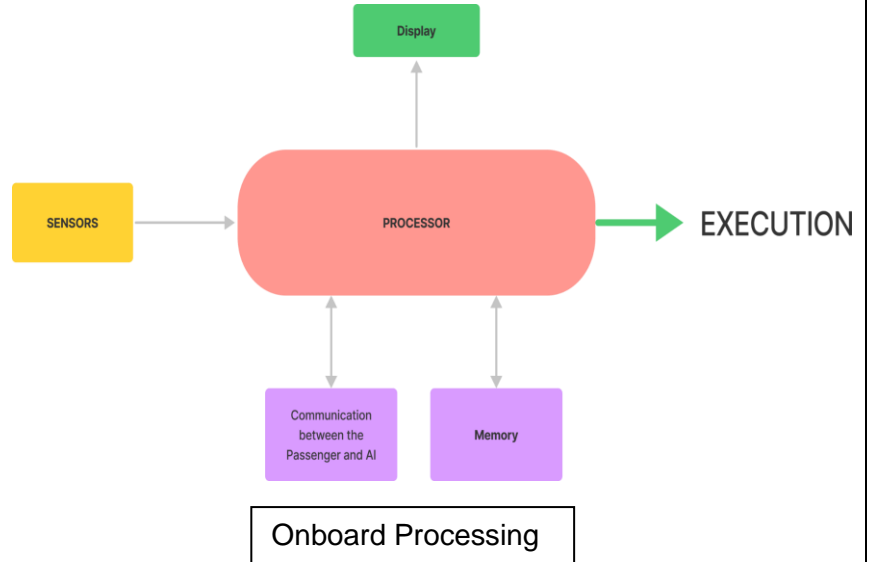 Display
SENSORS
PROCESSOR
EXECUTION
Communication
between the
Passenger and AI
Memory
Onboard Processing